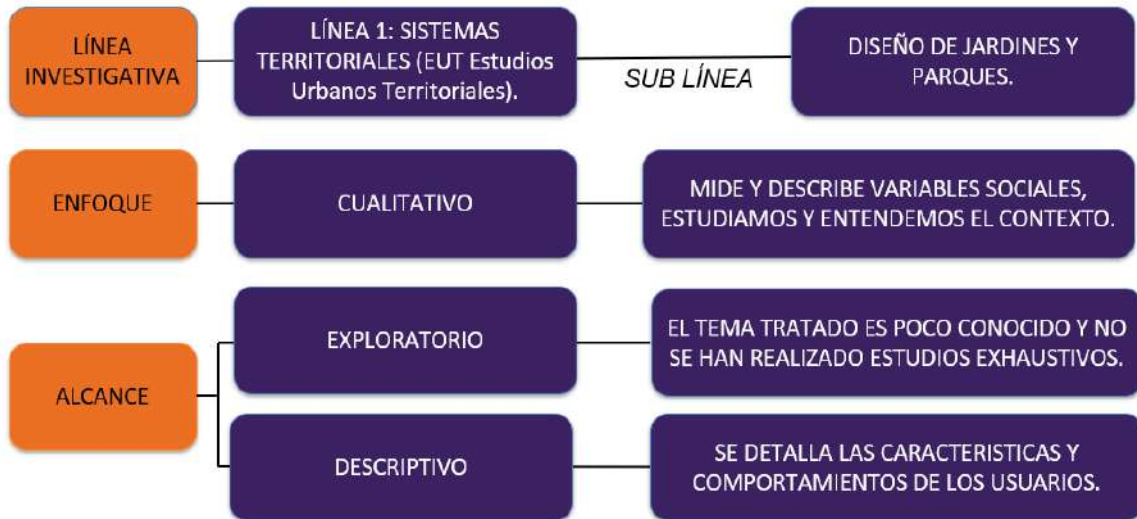 LÍNEA
INVESTIGATIVA
LÍNEA 1: SISTEMAS
TERRITORIALES (EUT Estudios
Urbanos Territoriales).
SUB LÍNEA
DISEÑO DE JARDINES Y
PARQUES.
ENFOQUE
CUALITATIVO
MIDE Y DESCRIBE VARIABLES SOCIALES,
ESTUDIAMOS Y ENTENDEMOS EL CONTEXTO.
ALCANCE
EXPLORATORIO
EL TEMA TRATADO ES POCO CONOCIDO Y NO
SE HAN REALIZADO ESTUDIOS EXHAUSTIVOS.
DESCRIPTIVO
SE DETALLA LAS CARACTERISTICAS Y
COMPORTAMIENTOS DE LOS USUARIOS.